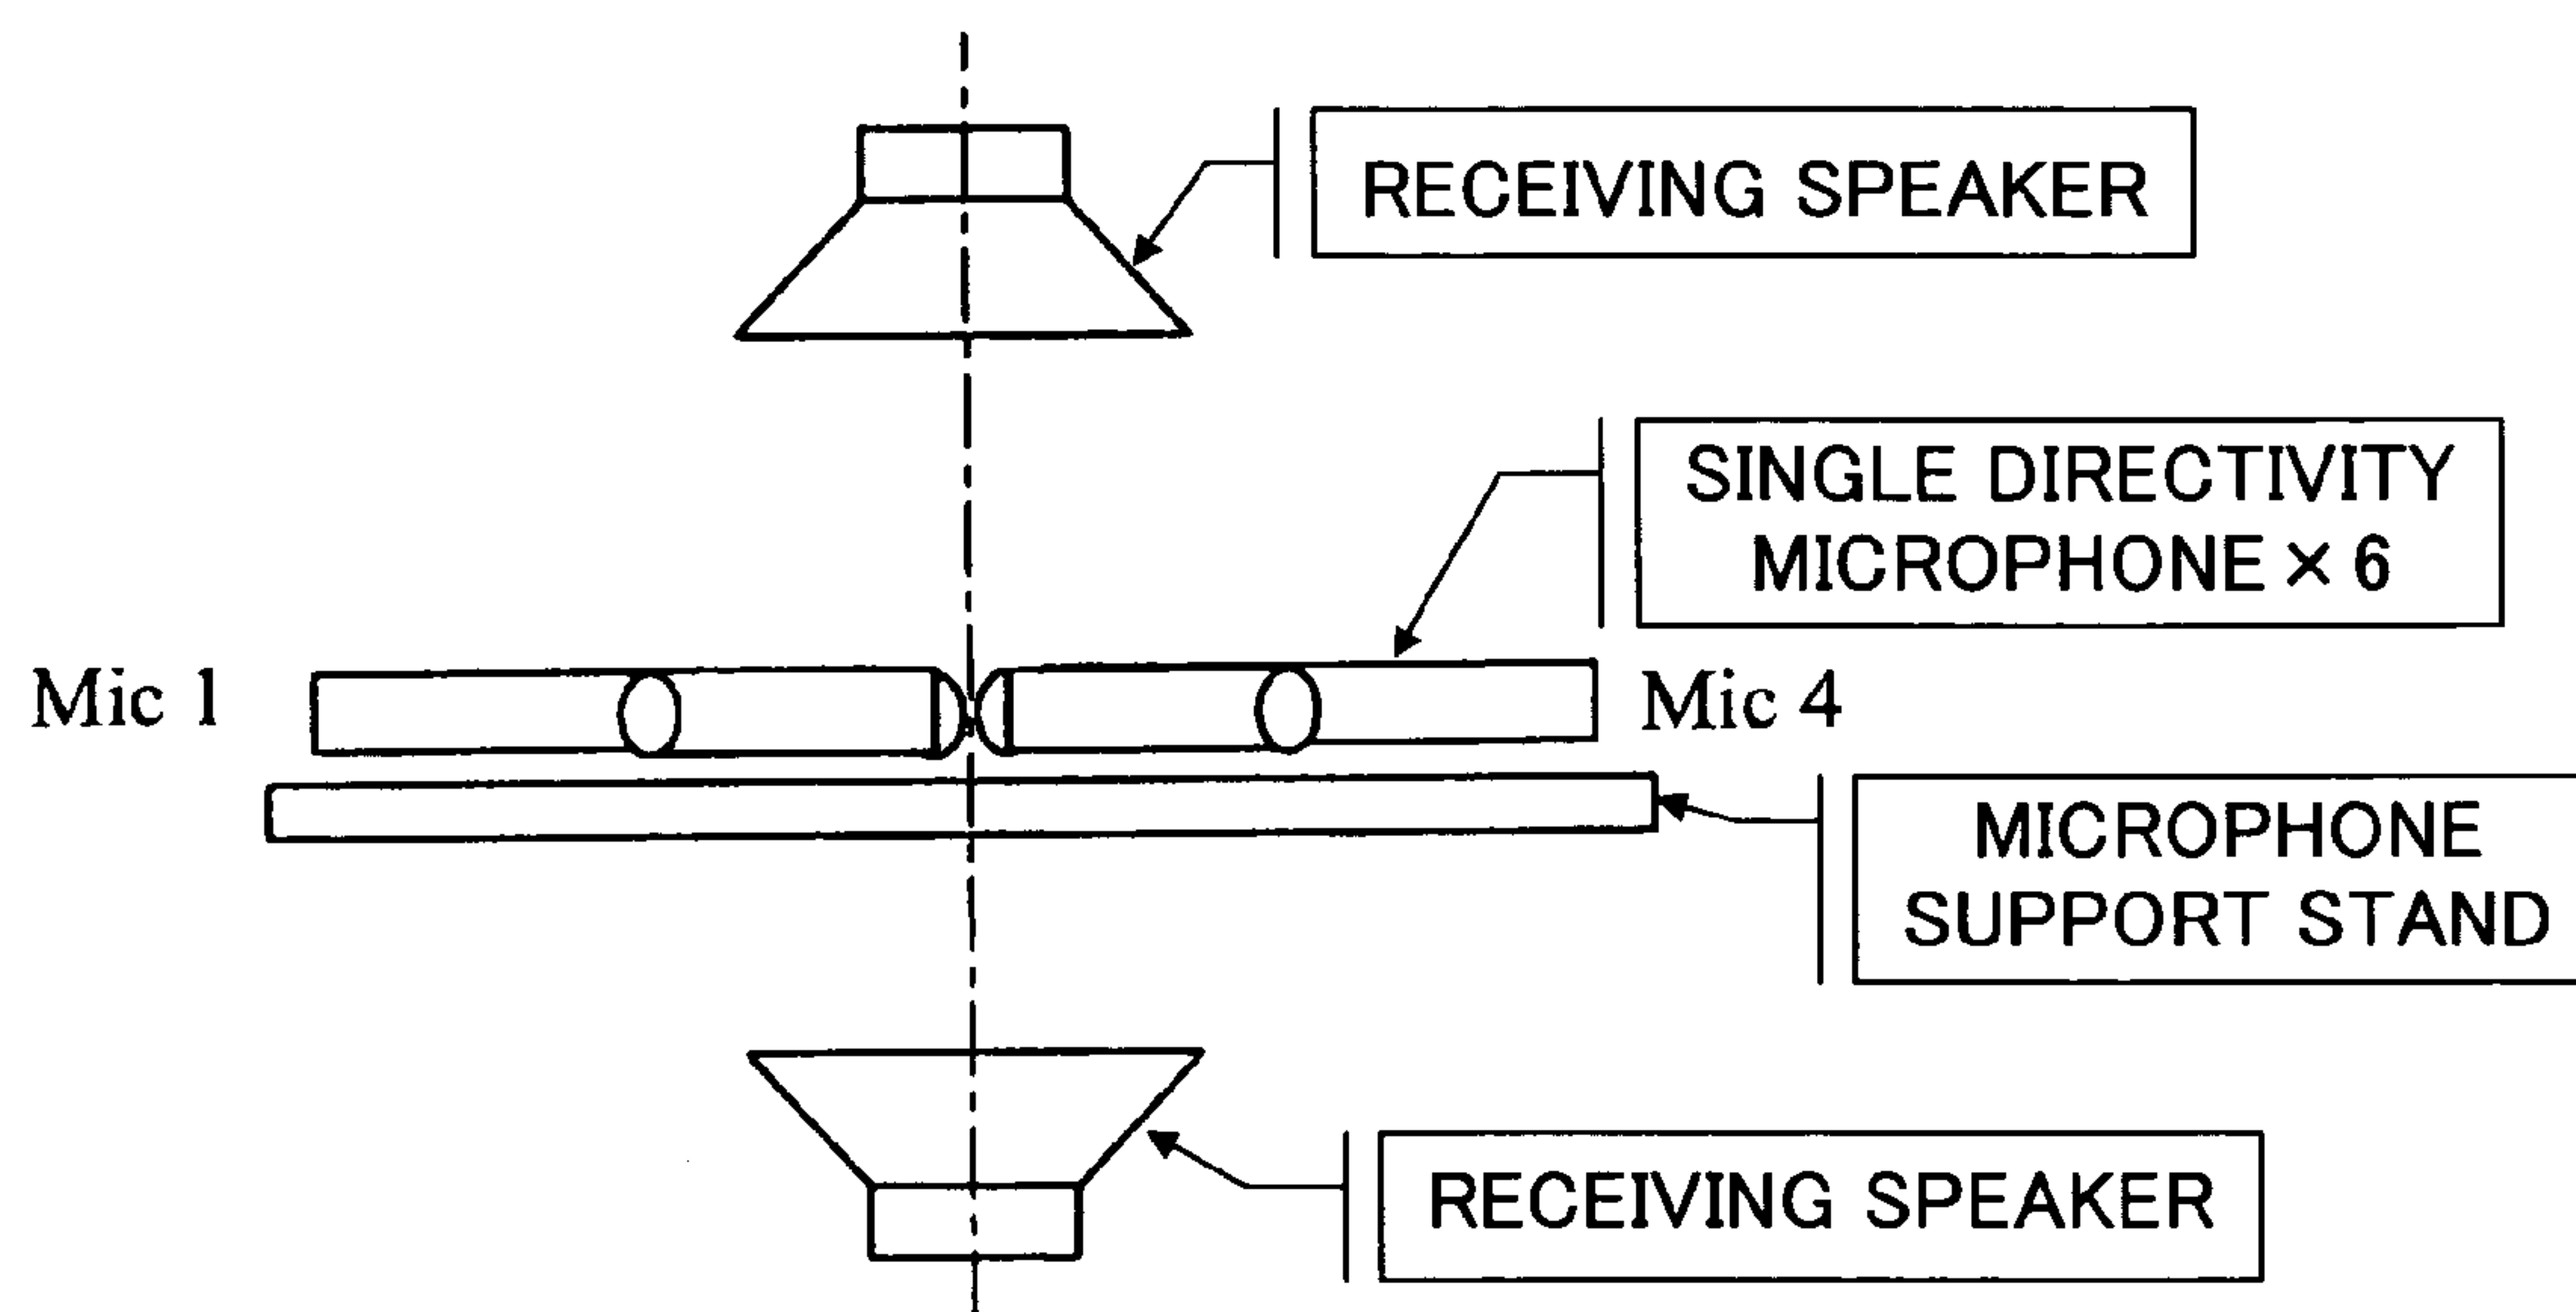 RECEIVING SPEAKER
SINGLE DIRECTIVITY
MICROPHONE × 6
Mic 1
Mic 4
MICROPHONE
SUPPORT STAND
RECEIVING SPEAKER